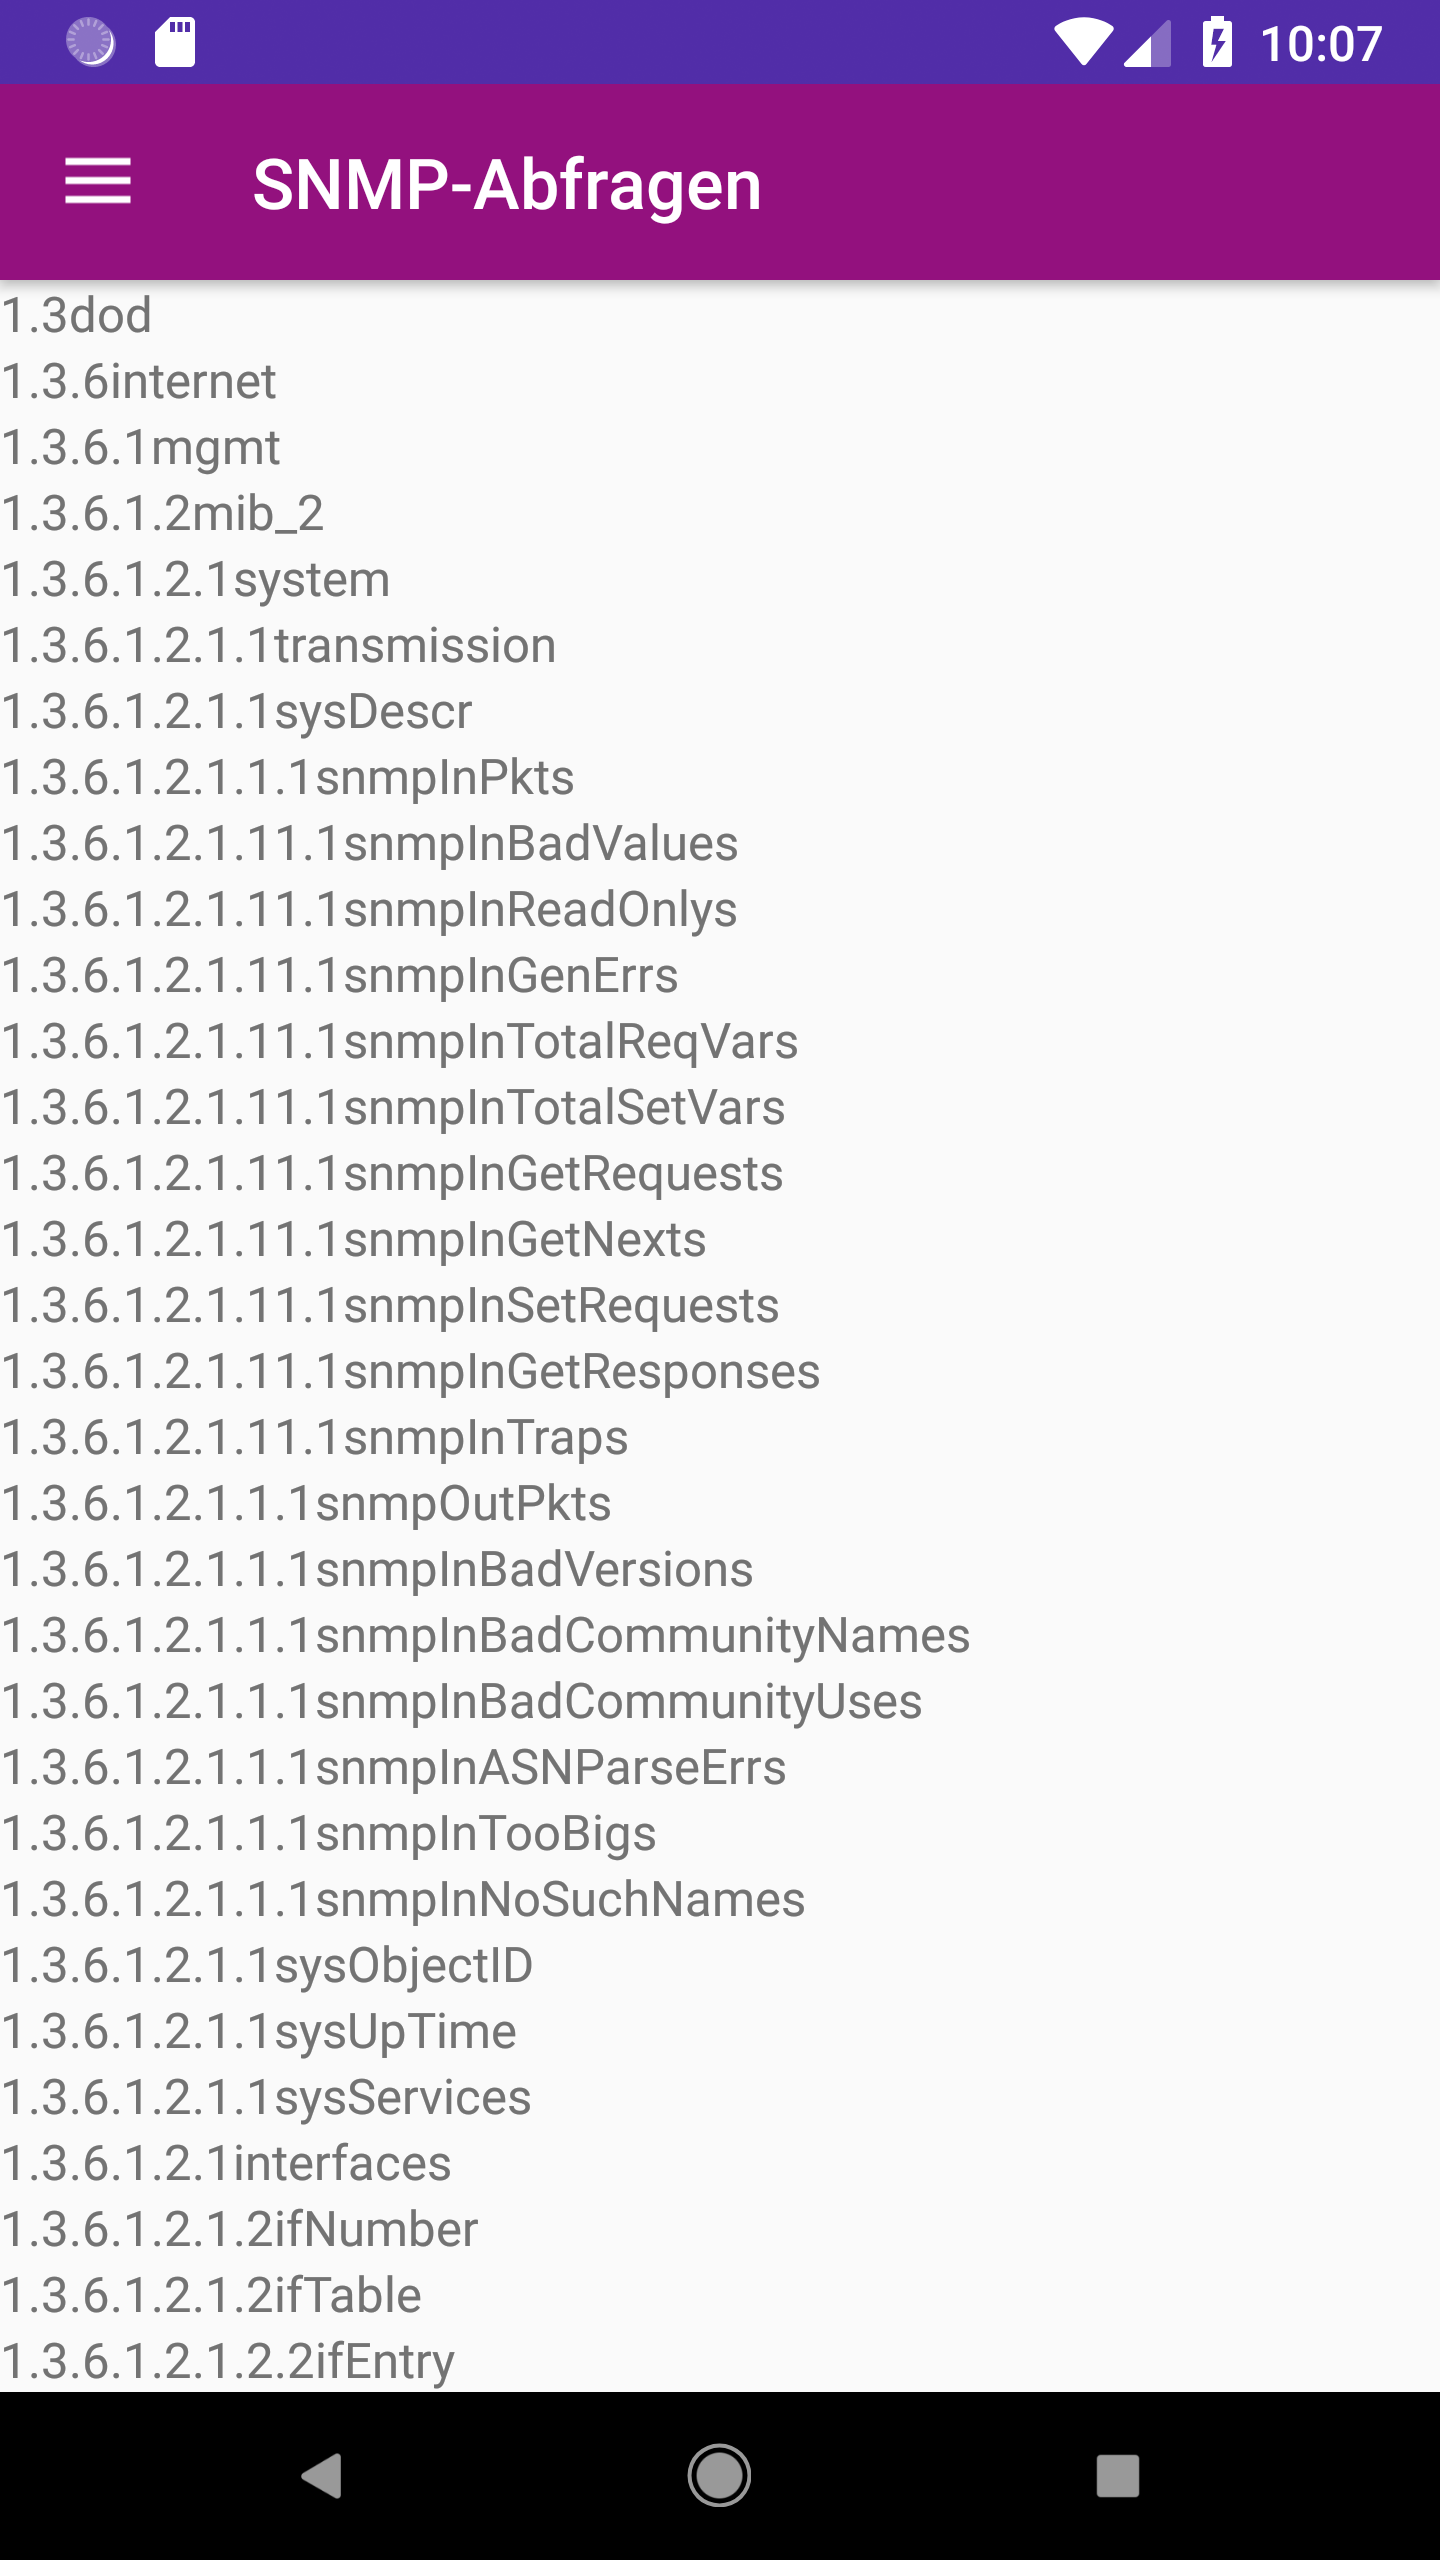 10:07
SNMP-Abfragen
1.3dod
1.3.6internet
1.3.6.1mgmt
1.3.6.1.2mib_2
1.3.6.1.2.1system
1.3.6.1.2.1.1transmission
1.3.6.1.2.1.1sysDescr
1.3.6.1.2.1.1.1snmpInPkts
1.3.6.1.2.1.11.1snmpInBadValues
1.3.6.1.2.1.11.1snmpInReadOnlys
1.3.6.1.2.1.11.1snmpInGenErrs
1.3.6.1.2.1.11.1snmpInTotalReqVars
1.3.6.1.2.1.11.1snmpInTotalSetVars
1.3.6.1.2.1.11.1snmpInGetRequests
1.3.6.1.2.1.11.1snmpInGetNexts
1.3.6.1.2.1.11.1snmpInSetRequests
1.3.6.1.2.1.11.1snmpInGetResponses
1.3.6.1.2.1.11.1snmpInTraps
1.3.6.1.2.1.1.1snmpOutPkts
1.3.6.1.2.1.1.1snmpInBadVersions
1.3.6.1.2.1.1.1snmpInBadCommunityNames
1.3.6.1.2.1.1.1snmpInBadCommunityUses
1.3.6.1.2.1.1.1snmpInASNParseErrs
1.3.6.1.2.1.1.1snmpInTooBigs
1.3.6.1.2.1.1.1snmpInNoSuchNames
1.3.6.1.2.1.1sysObjectID
1.3.6.1.2.1.1sysUpTime
1.3.6.1.2.1.1sysServices
1.3.6.1.2.1interfaces
1.3.6.1.2.1.2ifNumber
1.3.6.1.2.1.2ifTable
1.3.6.1.2.1.2.2ifEntry